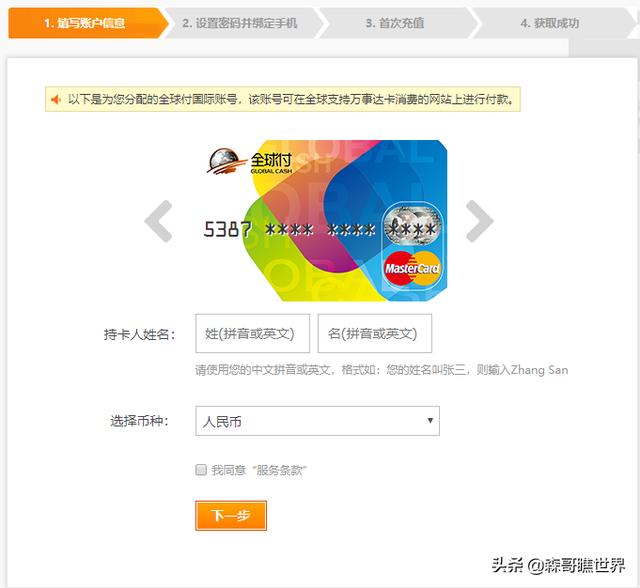 1. 填写账户信息
2. 设置密码并绑定手机
3. 首次充值
4. 获取成功
以下是为您分配的全球付国际账号，该账号可在全球支持万事达卡消费的网站上进行付款。
全球付
GLOBAL CASH
5387 **** **** ****
MasterCard
持卡人姓名：
姓(拼音或英文)
名(拼音或英文)
请使用您的中文拼音或英文，格式如：您的姓名叫张三，则输入Zhang San
选择币种：
人民币
我同意 “服务条款”
下一步
头条 @森哥瞧世界